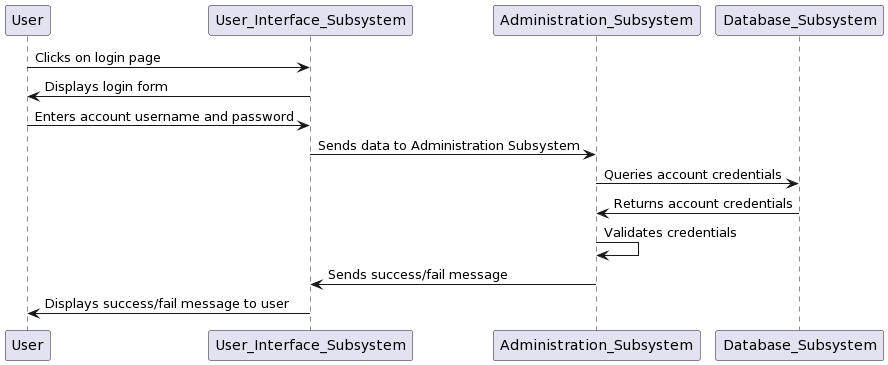 User User_Interface_Subsystem Administration_Subsystem Database_Subsystem
Clicks on login page
Displays login form
Enters account username and password
Sends data to Administration Subsystem
Queries account credentials
Returns account credentials
Validates credentials
Sends success/fail message
Displays success/fail message to user
User User_Interface_Subsystem Administration_Subsystem Database_Subsystem